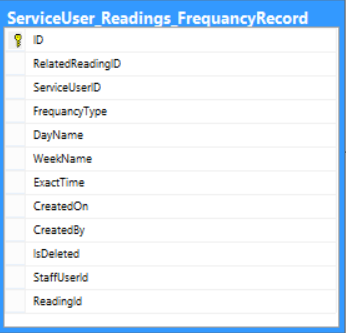 ServiceUser_Readings_FrequancyRecord
ID
RelatedReadingID
ServiceUserID
FrequancyType
DayName
WeekName
ExactTime
CreatedOn
CreatedBy
IsDeleted
StaffUserId
ReadingId